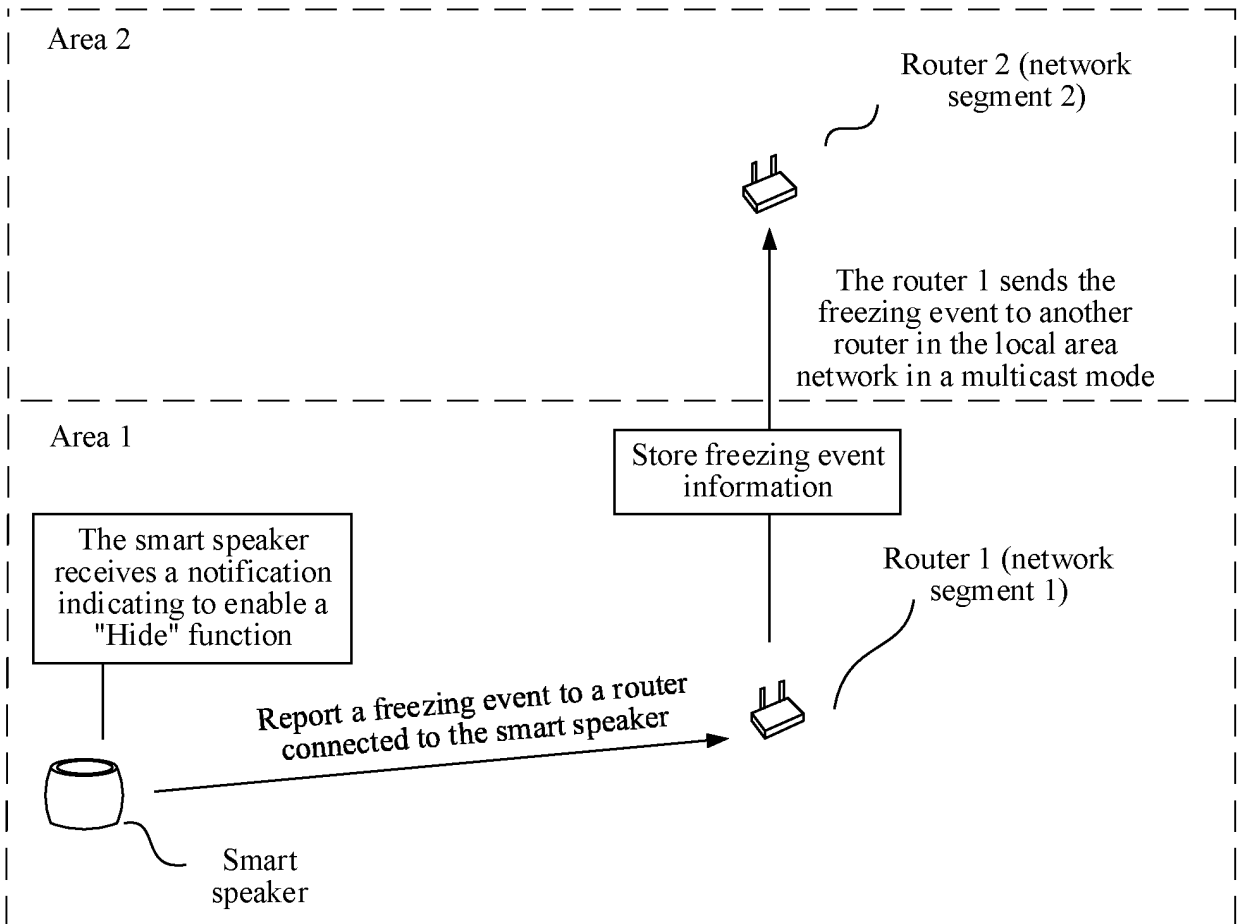 Area 2
Router 2 (network
segment 2)
The router 1 sends the
freezing event to another
router in the local area
network in a multicast mode
Area 1
Store freezing event
information
The smart speaker
receives a notification
indicating to enable a
"Hide" function
Router 1 (network
segment 1)
Report a freezing event to a router
connected to the smart speaker
Smart
speaker